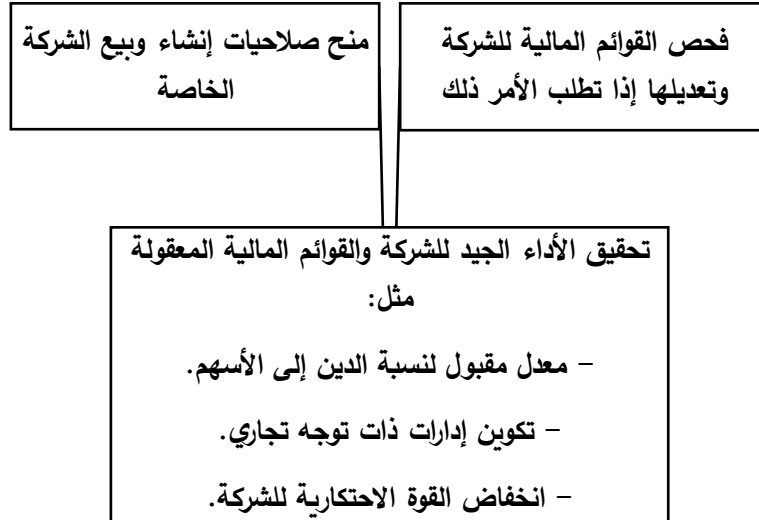 فحص القوائم المالية للشركة
وتعديلها إذا تطلب الأمر ذلك
منح صلاحيات إنشاء وبيع الشركة
الخاصة
تحقيق الأداء الجيد للشركة والقوائم المالية المعقولة
مثل:
- معدل مقبول لنسبة الدين إلى الأسهم.
- تكوين إدارات ذات توجه تجاري.
- انخفاض القوة الاحتكارية للشركة.